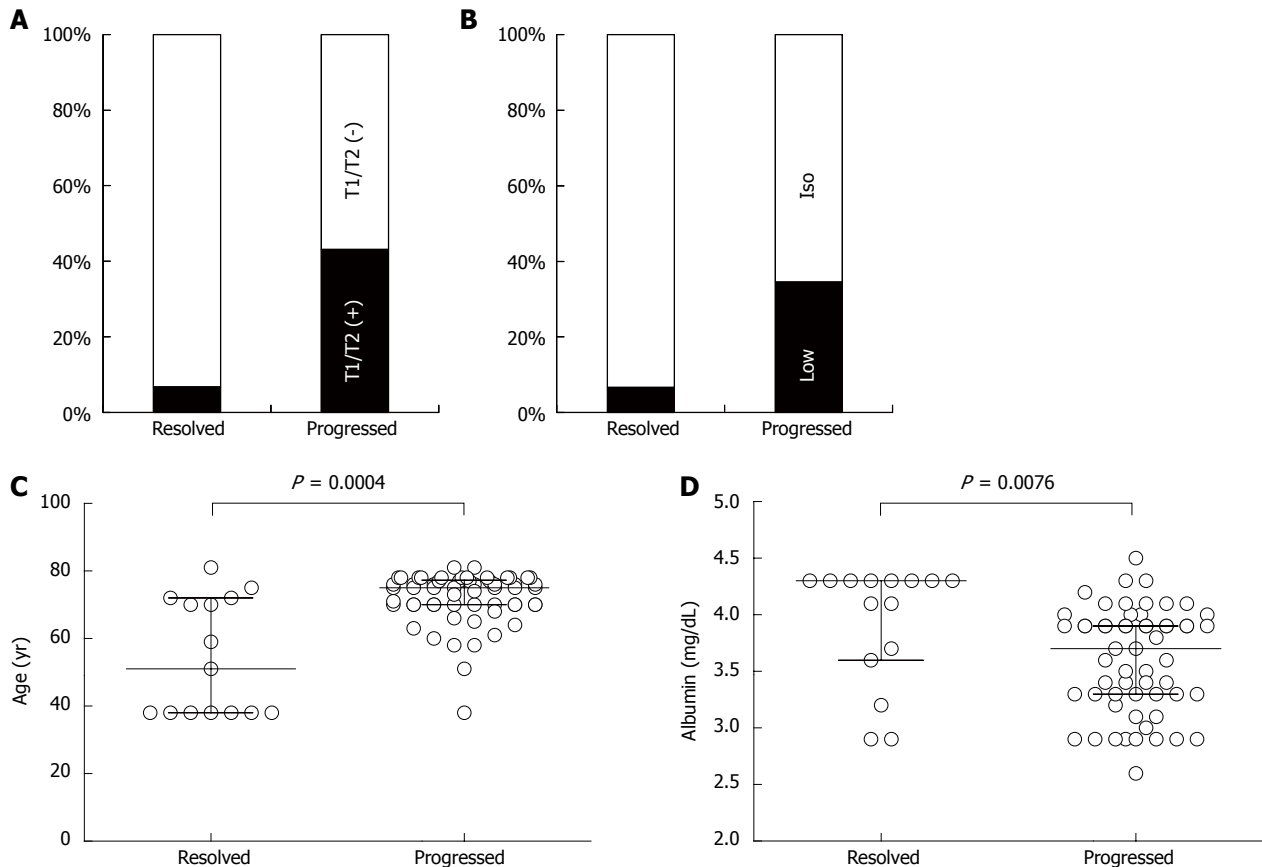 A
100%
80%
60%
40%
20%
0%
T1/T2 (-)
T1/T2 (+)
Resolved
Progressed
B
100%
80%
60%
40%
20%
0%
Iso
Low
Resolved
Progressed
C
P = 0.0004
Age (yr)
100
80
60
40
20
0
Resolved
Progressed
D
P = 0.0076
Albumin (mg/dL)
5.0
4.5
4.0
3.5
3.0
2.5
2.0
Resolved
Progressed